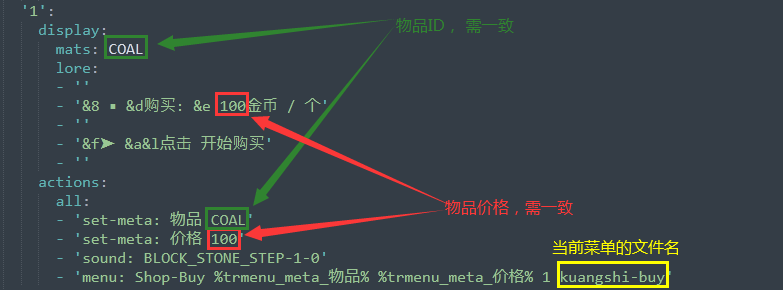 '1':
display:
mats: COAL
物品ID， 需一致
lore:
- ''
- '&8 ▪ &d购买: &e 100金币 / 个'
- ''
- '&f➤ &a&l点击 开始购买'
- ''
actions:
all:
- 'set-meta: 物品 COAL'
物品价格，需一致
- 'set-meta: 价格 100'
- 'sound: BLOCK_STONE_STEP-1-0'
当前菜单的文件名
- 'menu: Shop-Buy %trmenu_meta_物品% %trmenu_meta_价格% 1 kuangshi-buy'